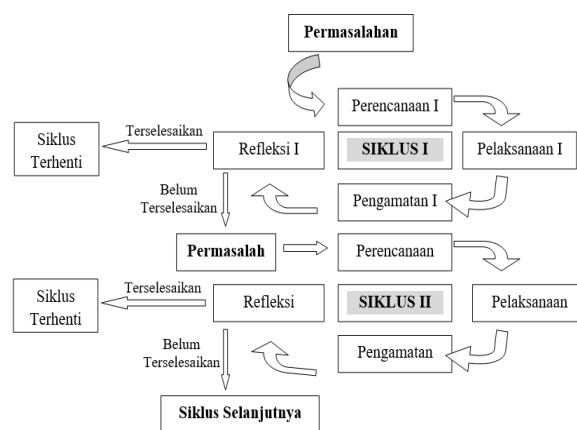 Permasalahan
Perencanaan I
Siklus
Terhenti
Terselesaikan
Refleksi I
SIKLUS I
Pelaksanaan I
Belum
Terselesaikan
Pengamatan I
Permasalah
Perencanaan
Siklus
Terhenti
Terselesaikan
Refleksi
SIKLUS II
Pelaksanaan
Belum
Terselesaikan
Pengamatan
Siklus Selanjutnya